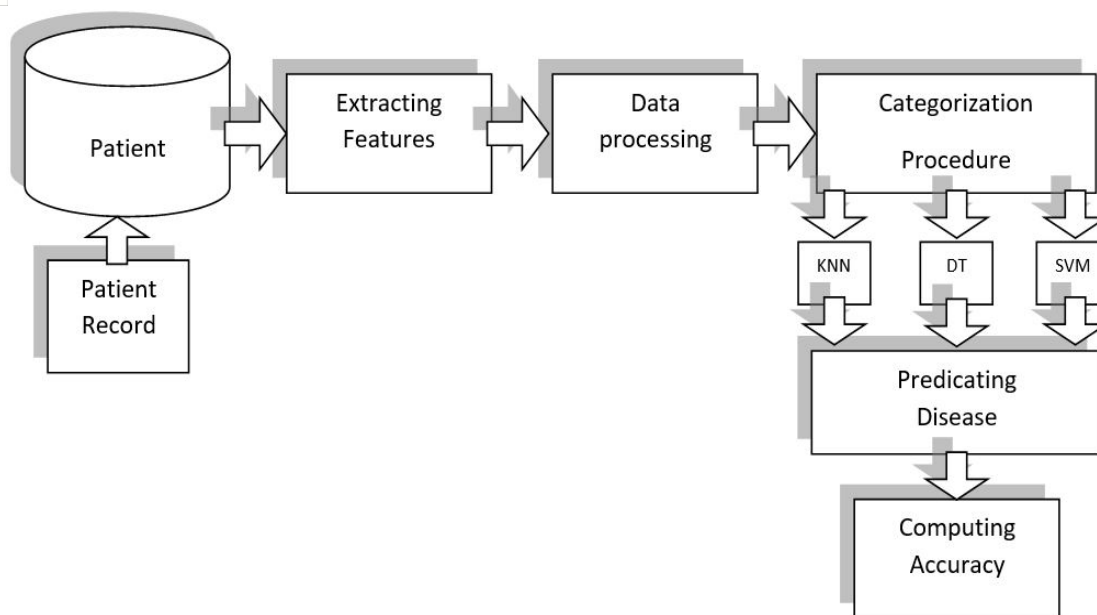 Patient
Extracting
Features
Data
processing
Categorization
Procedure
KNN
DT
SVM
Patient
Record
Predicating
Disease
Computing
Accuracy